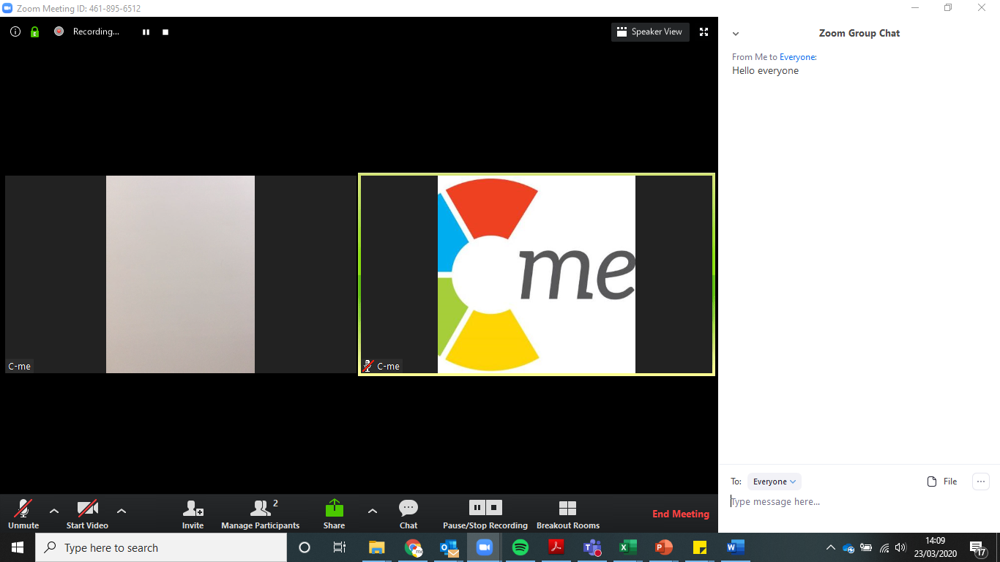 Zoom Meeting ID: 461-895-6512
Recording...
Speaker View
Zoom Group Chat
From Me to Everyone:
Hello everyone
me
C-me
C-me
To: Everyone
File
Type message here...
Unmute
Start Video
Invite
Manage Participants
2
Share
Chat
Pause/Stop Recording
Breakout Rooms
End Meeting
Type here to search
14:09
23/03/2020
17